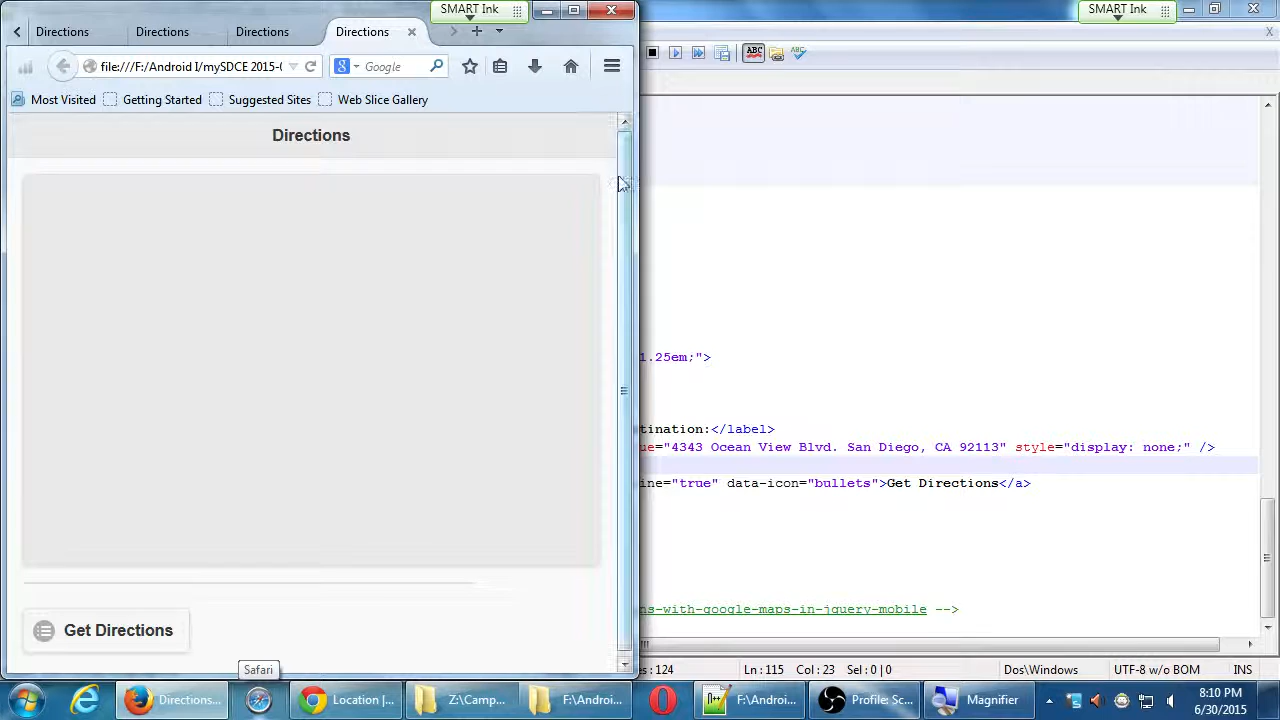 SMART Ink
SMART Ink
Directions
Directions
Directions
Directions
file:///F:/Android I/mySDCE 2015-
Google
Most Visited
Getting Started
Suggested Sites
Web Slice Gallery
ABC
ABC
Directions
1.25em;">
tination:</label>
ue="4343 Ocean View Blvd. San Diego, CA 92113" style="display: none;" />
ine="true" data-icon="bullets">Get Directions</a>
ns-with-google-maps-in-jquery-mobile -->
Get Directions
Safari
es: 124
Ln:115 Col:23 Sel:0|0
Dos\Windows
UTF-8 w/o BOM
INS
Directions...
Location |...
Z:\Camp...
F:\Androi...
F:\Androi...
Profile: Sc...
Magnifier
8:10 PM
6/30/2015